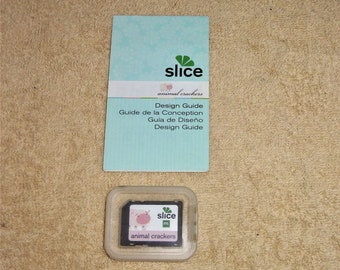 slice
animal crackers
Design Guide
Guide de la Conception
Guía de Diseño
Design Guide
slice
animal crackers